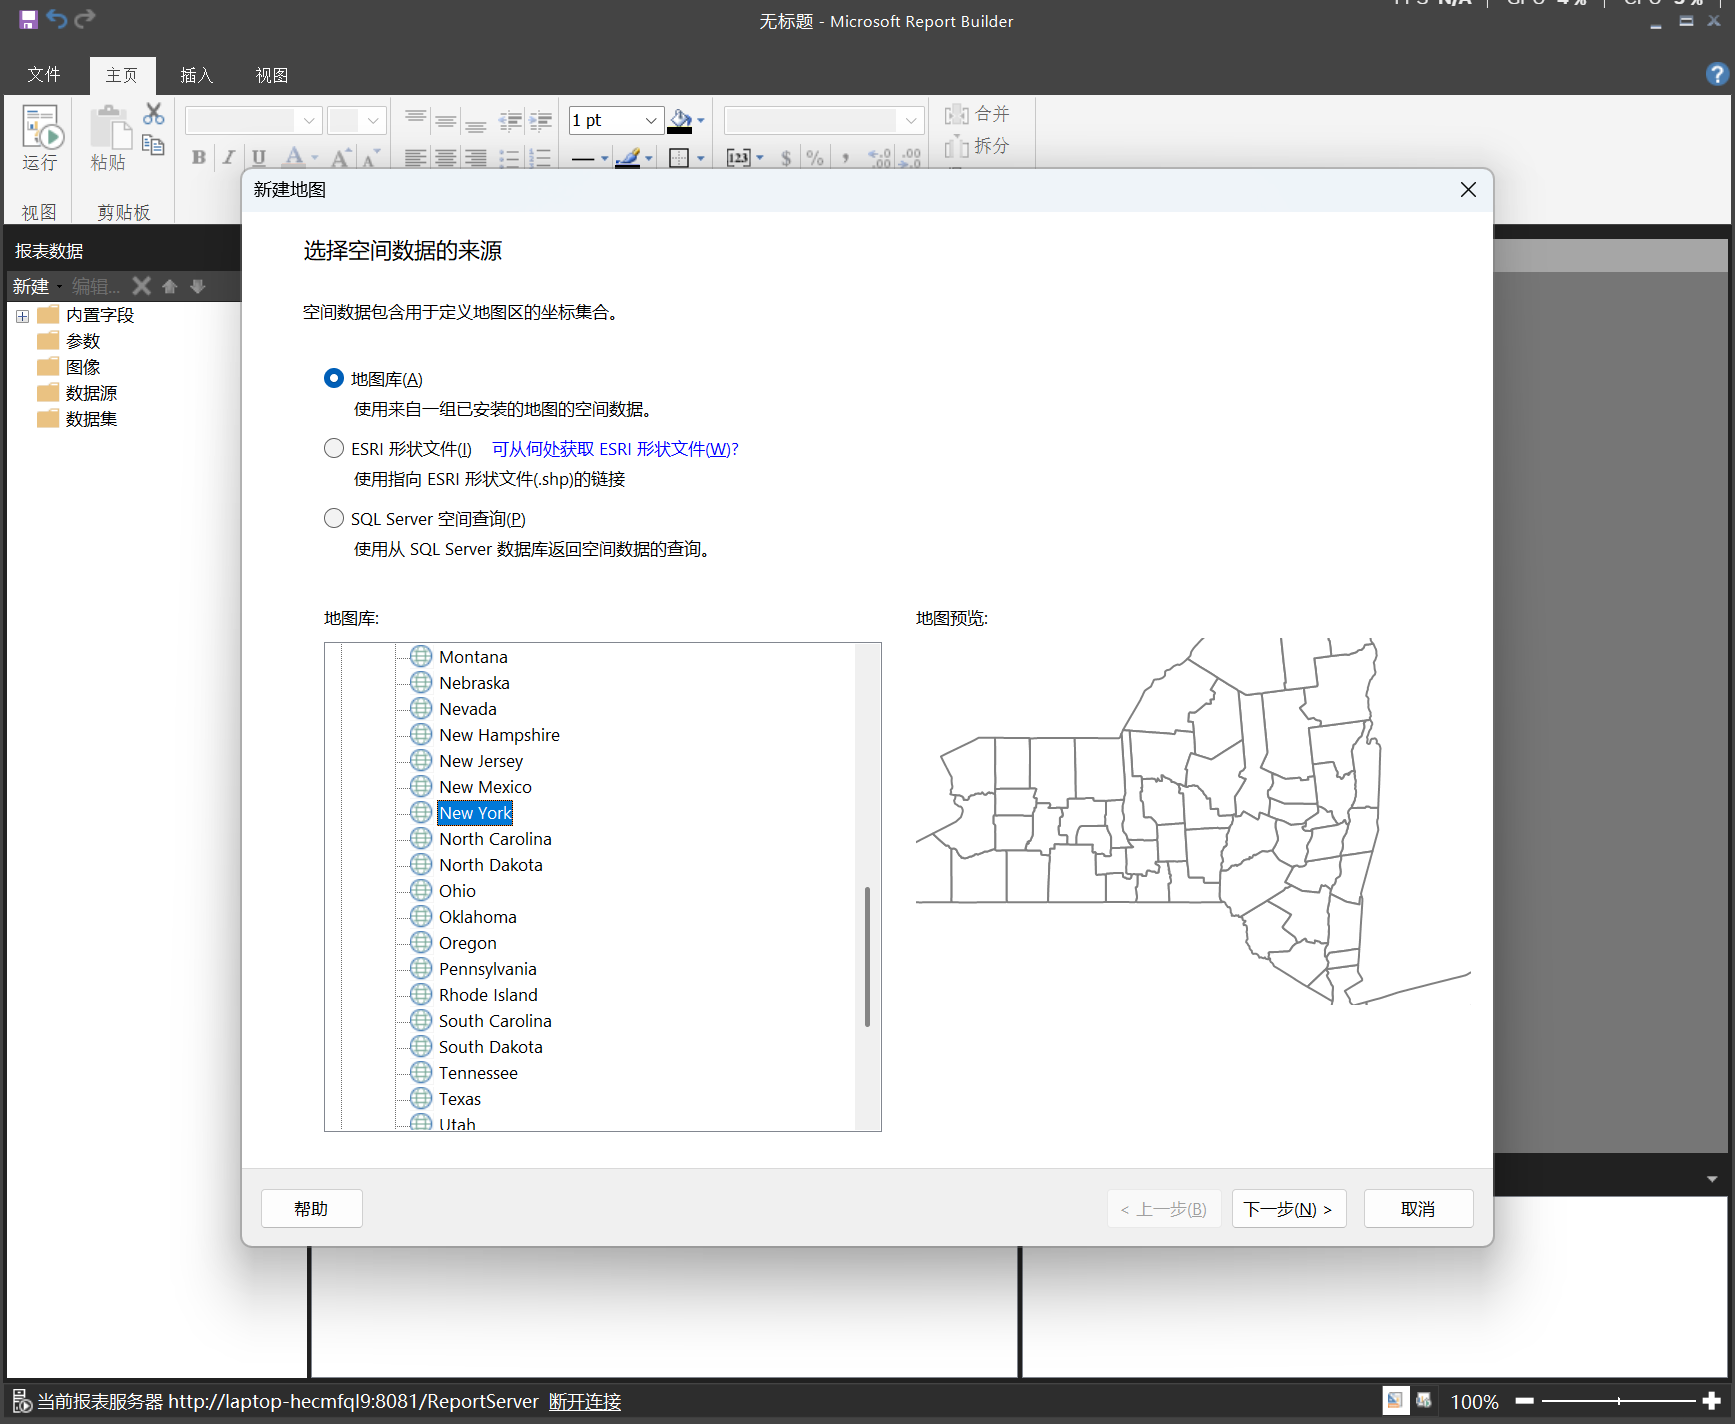 无标题 - Microsoft Report Builder
文件 主页 插入 视图
1 pt
合并
拆分
运行 粘贴
B I U A A A [123] $ % , .00
视图 剪贴板
新建地图
报表数据
新建 编辑...
内置字段
参数
图像
数据源
数据集
选择空间数据的来源
空间数据包含用于定义地图区的坐标集合。
地图库(A)
使用来自一组已安装的地图的空间数据。
ESRI 形状文件(I) 可从何处获取 ESRI 形状文件(W)?
使用指向 ESRI 形状文件(.shp)的链接
SQL Server 空间查询(P)
使用从 SQL Server 数据库返回空间数据的查询。
地图库:
Montana
Nebraska
Nevada
New Hampshire
New Jersey
New Mexico
New York
North Carolina
North Dakota
Ohio
Oklahoma
Oregon
Pennsylvania
Rhode Island
South Carolina
South Dakota
Tennessee
Texas
Utah
地图预览:
帮助
< 上一步(B) 下一步(N) > 取消
当前报表服务器 http://laptop-hecmfql9:8081/ReportServer 断开连接
100%